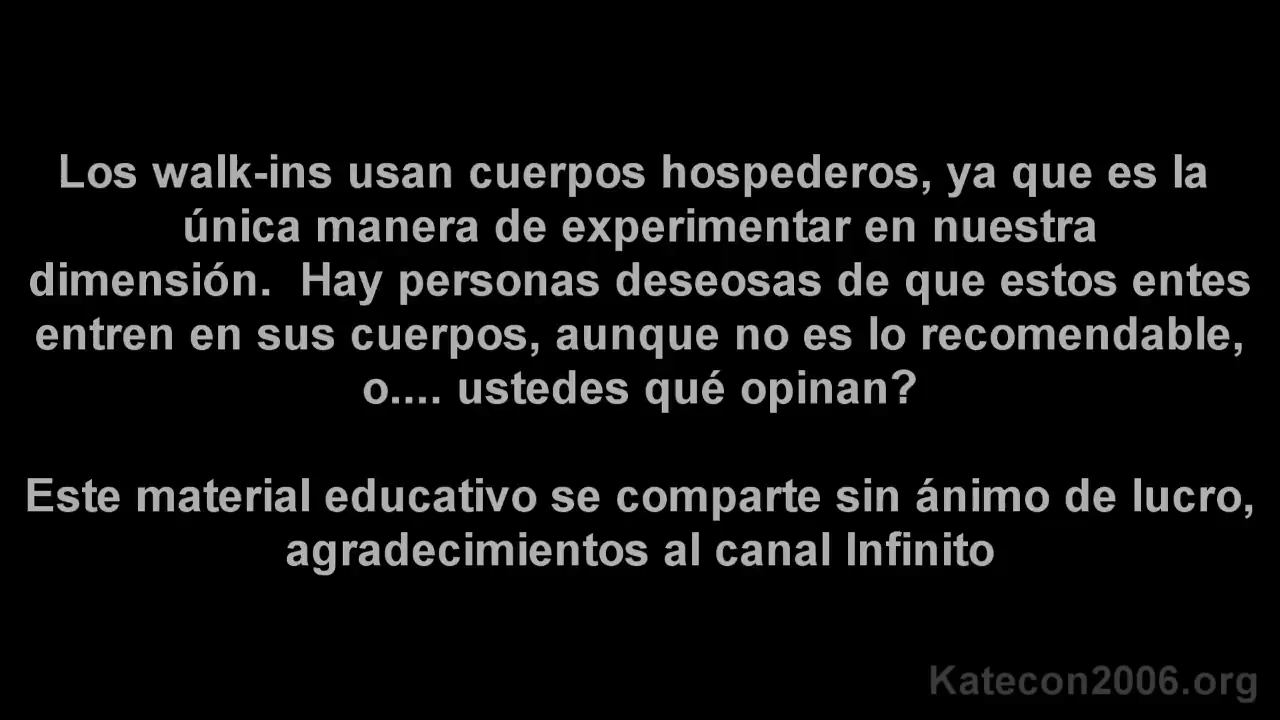 Los walk-ins usan cuerpos hospederos, ya que es la
única manera de experimentar en nuestra
dimensión.  Hay personas deseosas de que estos entes
entren en sus cuerpos, aunque no es lo recomendable,
o.... ustedes qué opinan?
Este material educativo se comparte sin ánimo de lucro,
agradecimientos al canal Infinito
Katecon2006.org